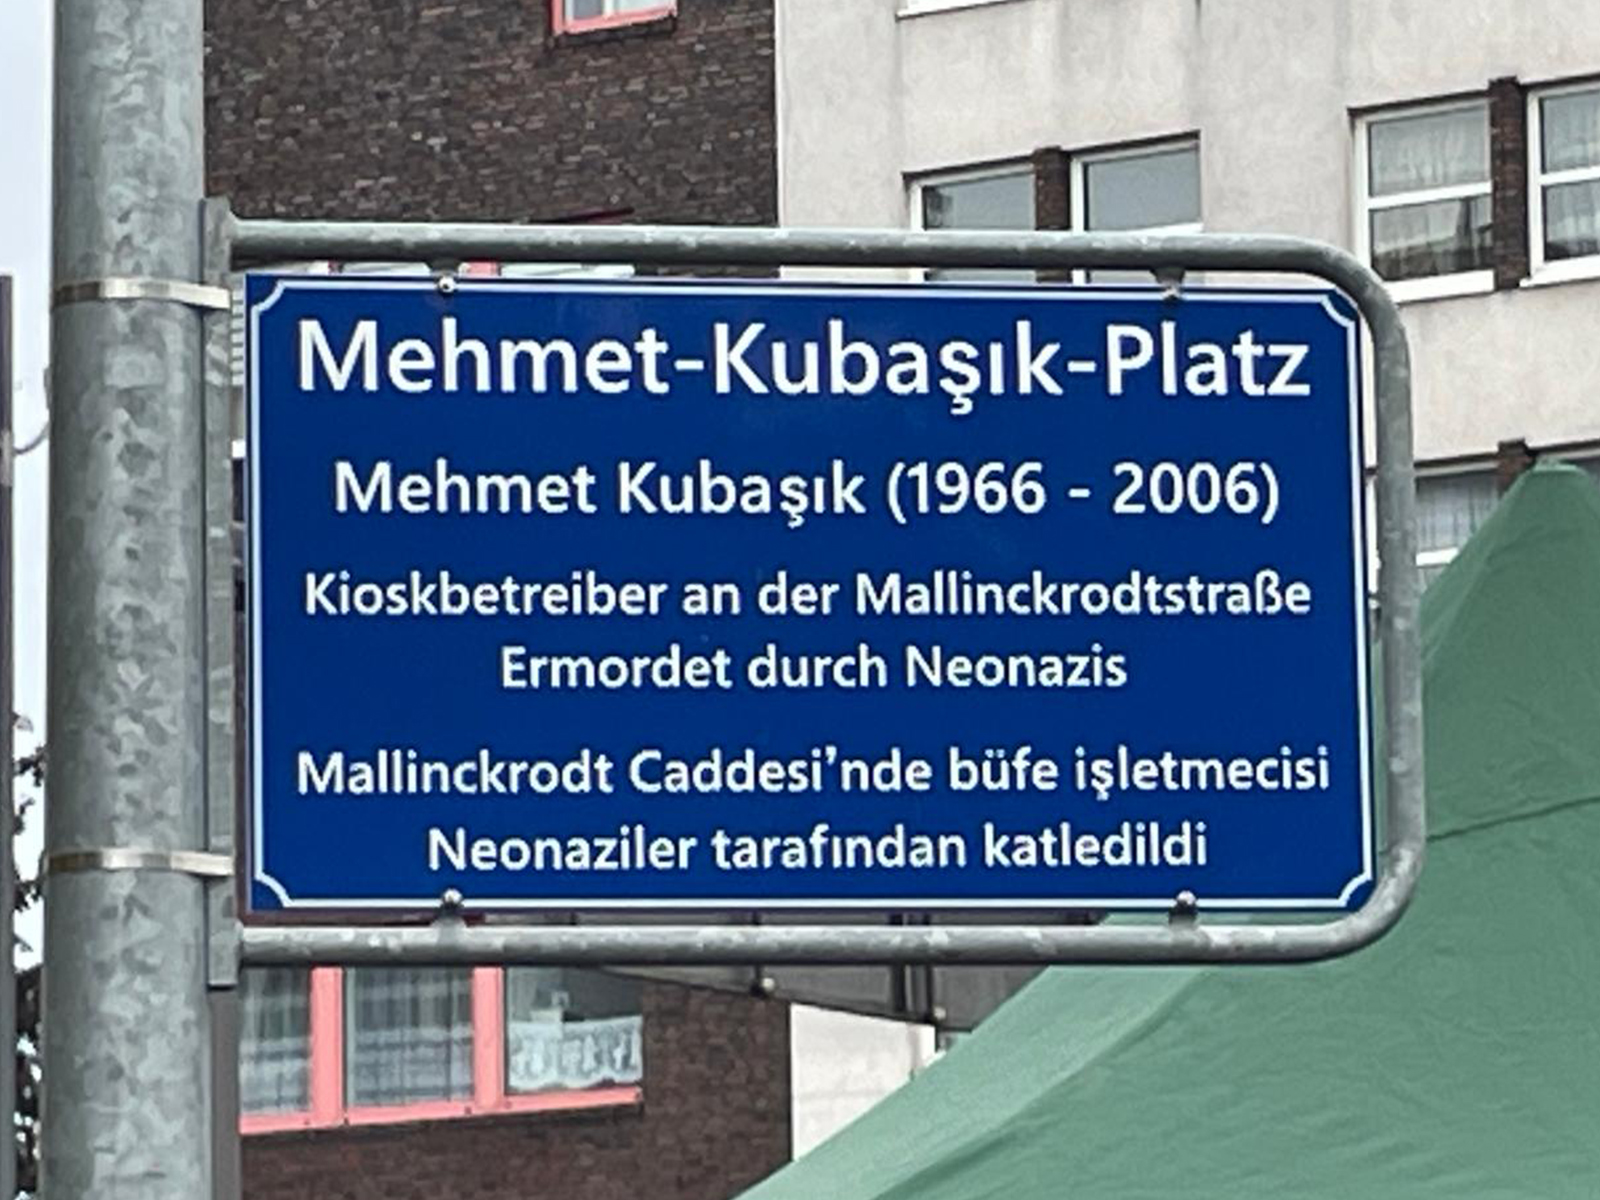 Mehmet-Kubaşık-Platz
Mehmet Kubaşık (1966 - 2006)
Kioskbetreiber an der Mallinckrodtstraße
Ermordet durch Neonazis
Mallinckrodt Caddesi'nde büfe işletmecisi
Neonaziler tarafından katledildi